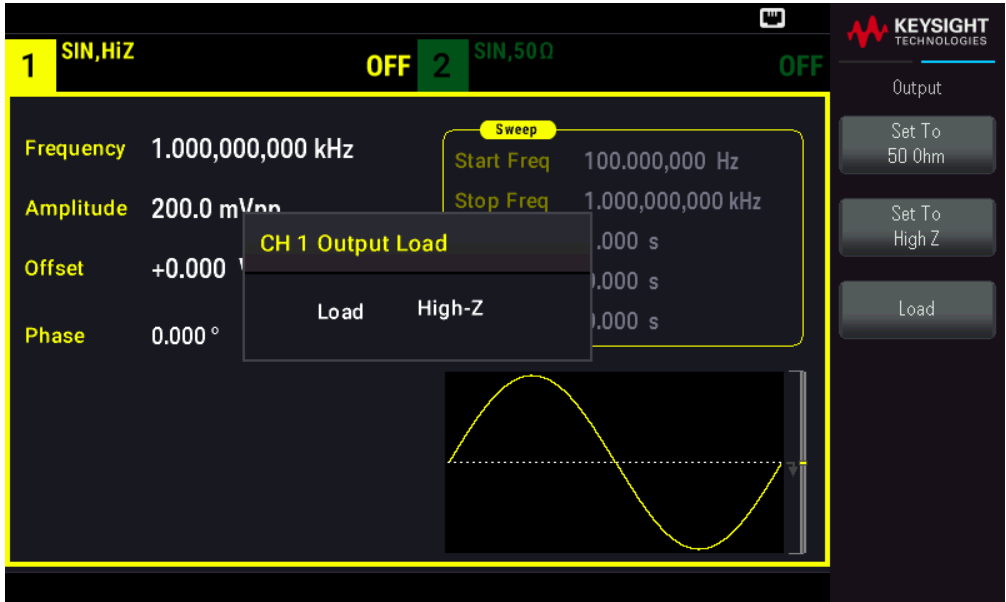 KEYSIGHT
TECHNOLOGIES
1 SIN,HiZ OFF
2 SIN,50Ω OFF
Output
Set To
50 Ohm
Set To
High Z
Load
Frequency 1.000,000,000 kHz
Amplitude 200.0 mVpp
Offset +0.000
Phase 0.000 °
Sweep
Start Freq 100.000,000 Hz
Stop Freq 1.000,000,000 kHz
.000 s
.000 s
.000 s
CH 1 Output Load
Load High-Z